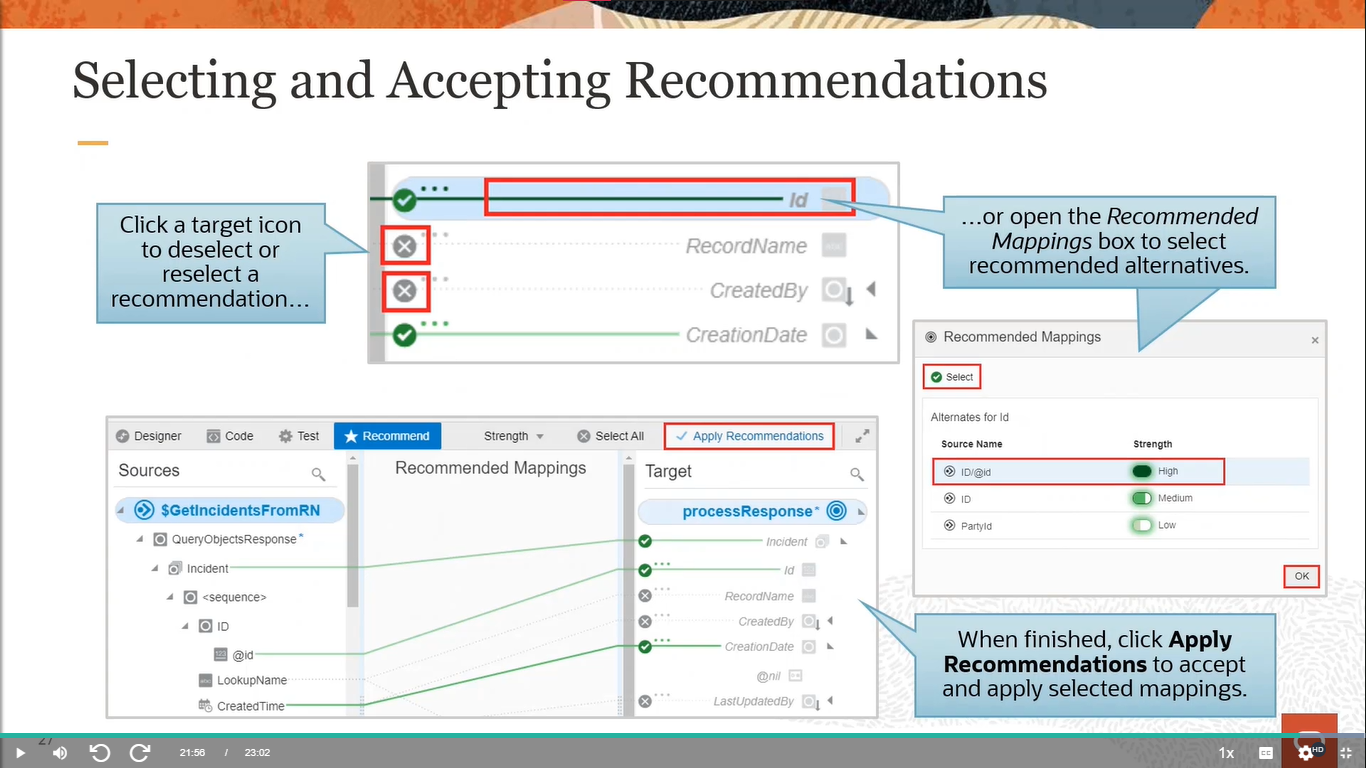 Selecting and Accepting Recommendations
Click a target icon
to deselect or
reselect a
recommendation…
Id
RecordName
CreatedBy
CreationDate
…or open the Recommended
Mappings box to select
recommended alternatives.
Recommended Mappings
×
Select
Alternates for Id
Source Name Strength
ID/@id High
ID Medium
PartyId Low
OK
Designer Code Test Recommend Strength Select All Apply Recommendations
Sources
Recommended Mappings
Target
$GetIncidentsFromRN
QueryObjectsResponse*
Incident
<sequence>
ID
@id
LookupName
CreatedTime
processResponse*
Incident
Id
RecordName
CreatedBy
CreationDate
@nil
LastUpdatedBy
When finished, click Apply
Recommendations to accept
and apply selected mappings.
27
21:56 / 23:02
1x
CC
HD